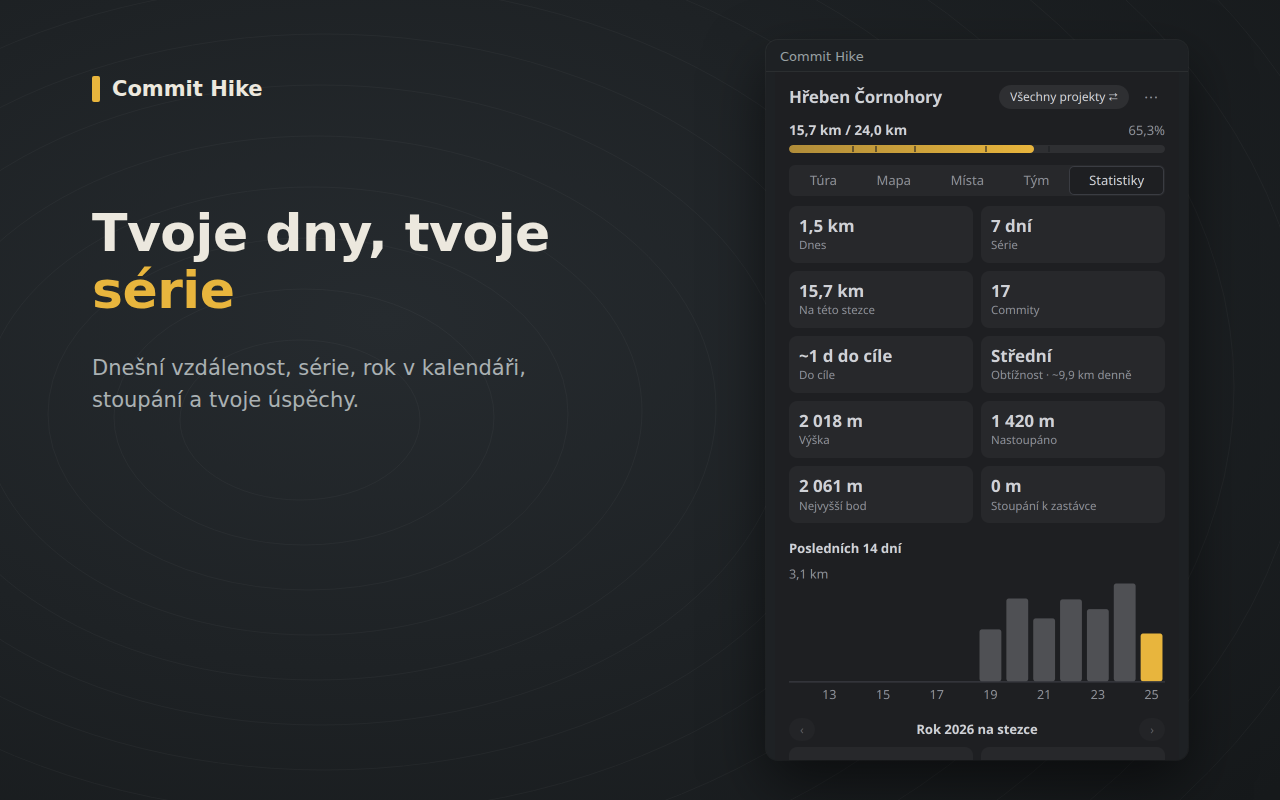 Commit Hike
Tvoje dny, tvoje
série
Dnešní vzdálenost, série, rok v kalendáři,
stoupání a tvoje úspěchy.
Commit Hike
Hřeben Čornohory
Všechny projekty ⇄
⋯
15,7 km / 24,0 km
65,3%
Túra
Mapa
Místa
Tým
Statistiky
1,5 km
Dnes
7 dní
Série
15,7 km
Na této stezce
17
Commity
~1 d do cíle
Do cíle
Střední
Obtížnost · ~9,9 km denně
2 018 m
Výška
1 420 m
Nastoupáno
2 061 m
Nejvyšší bod
0 m
Stoupání k zastávce
Posledních 14 dní
3,1 km
13 15 17 19 21 23 25
‹ Rok 2026 na stezce ›